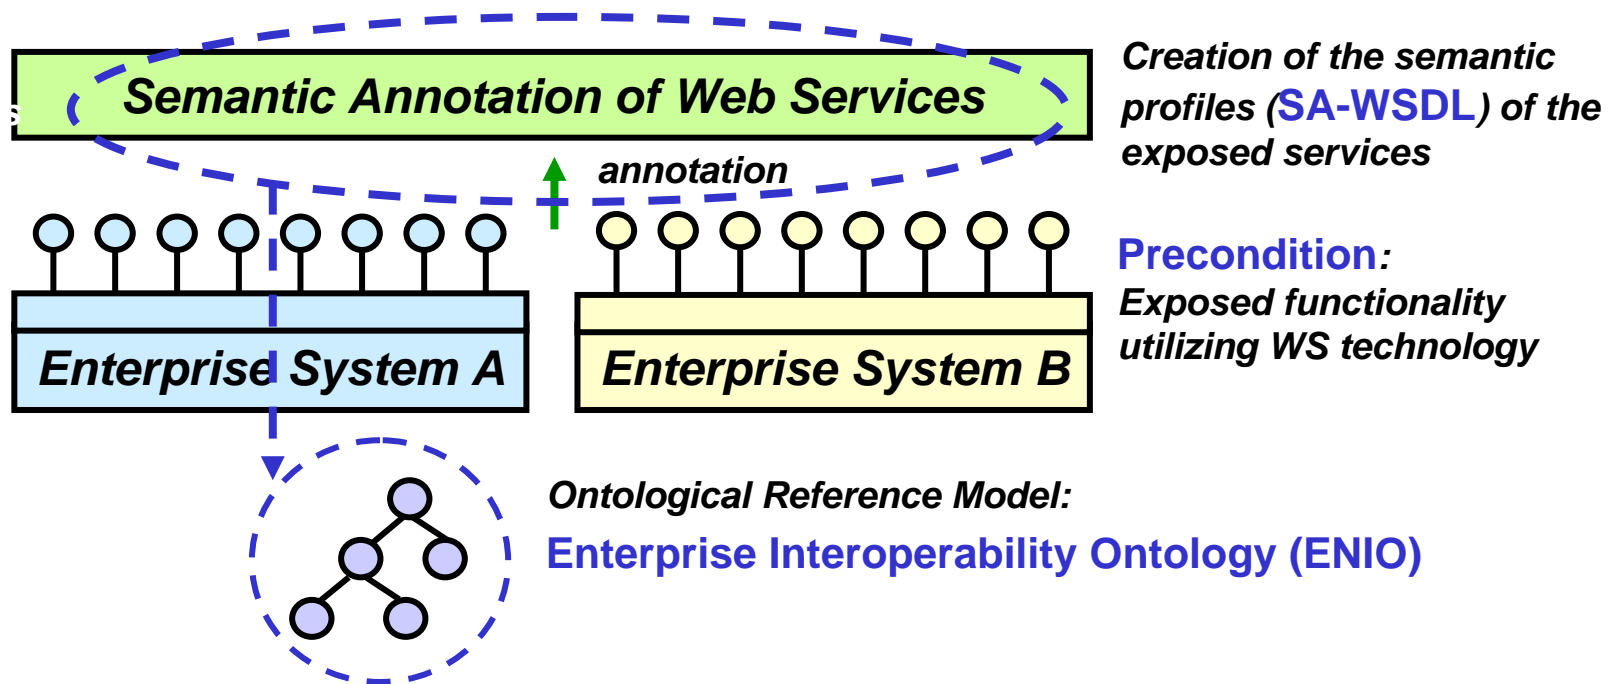 Semantic Annotation of Web Services
s
annotation
Creation of the semantic
profiles (SA-WSDL) of the
exposed services
Precondition:
Exposed functionality
utilizing WS technology
Enterprise System A
Enterprise System B
Ontological Reference Model:
Enterprise Interoperability Ontology (ENIO)